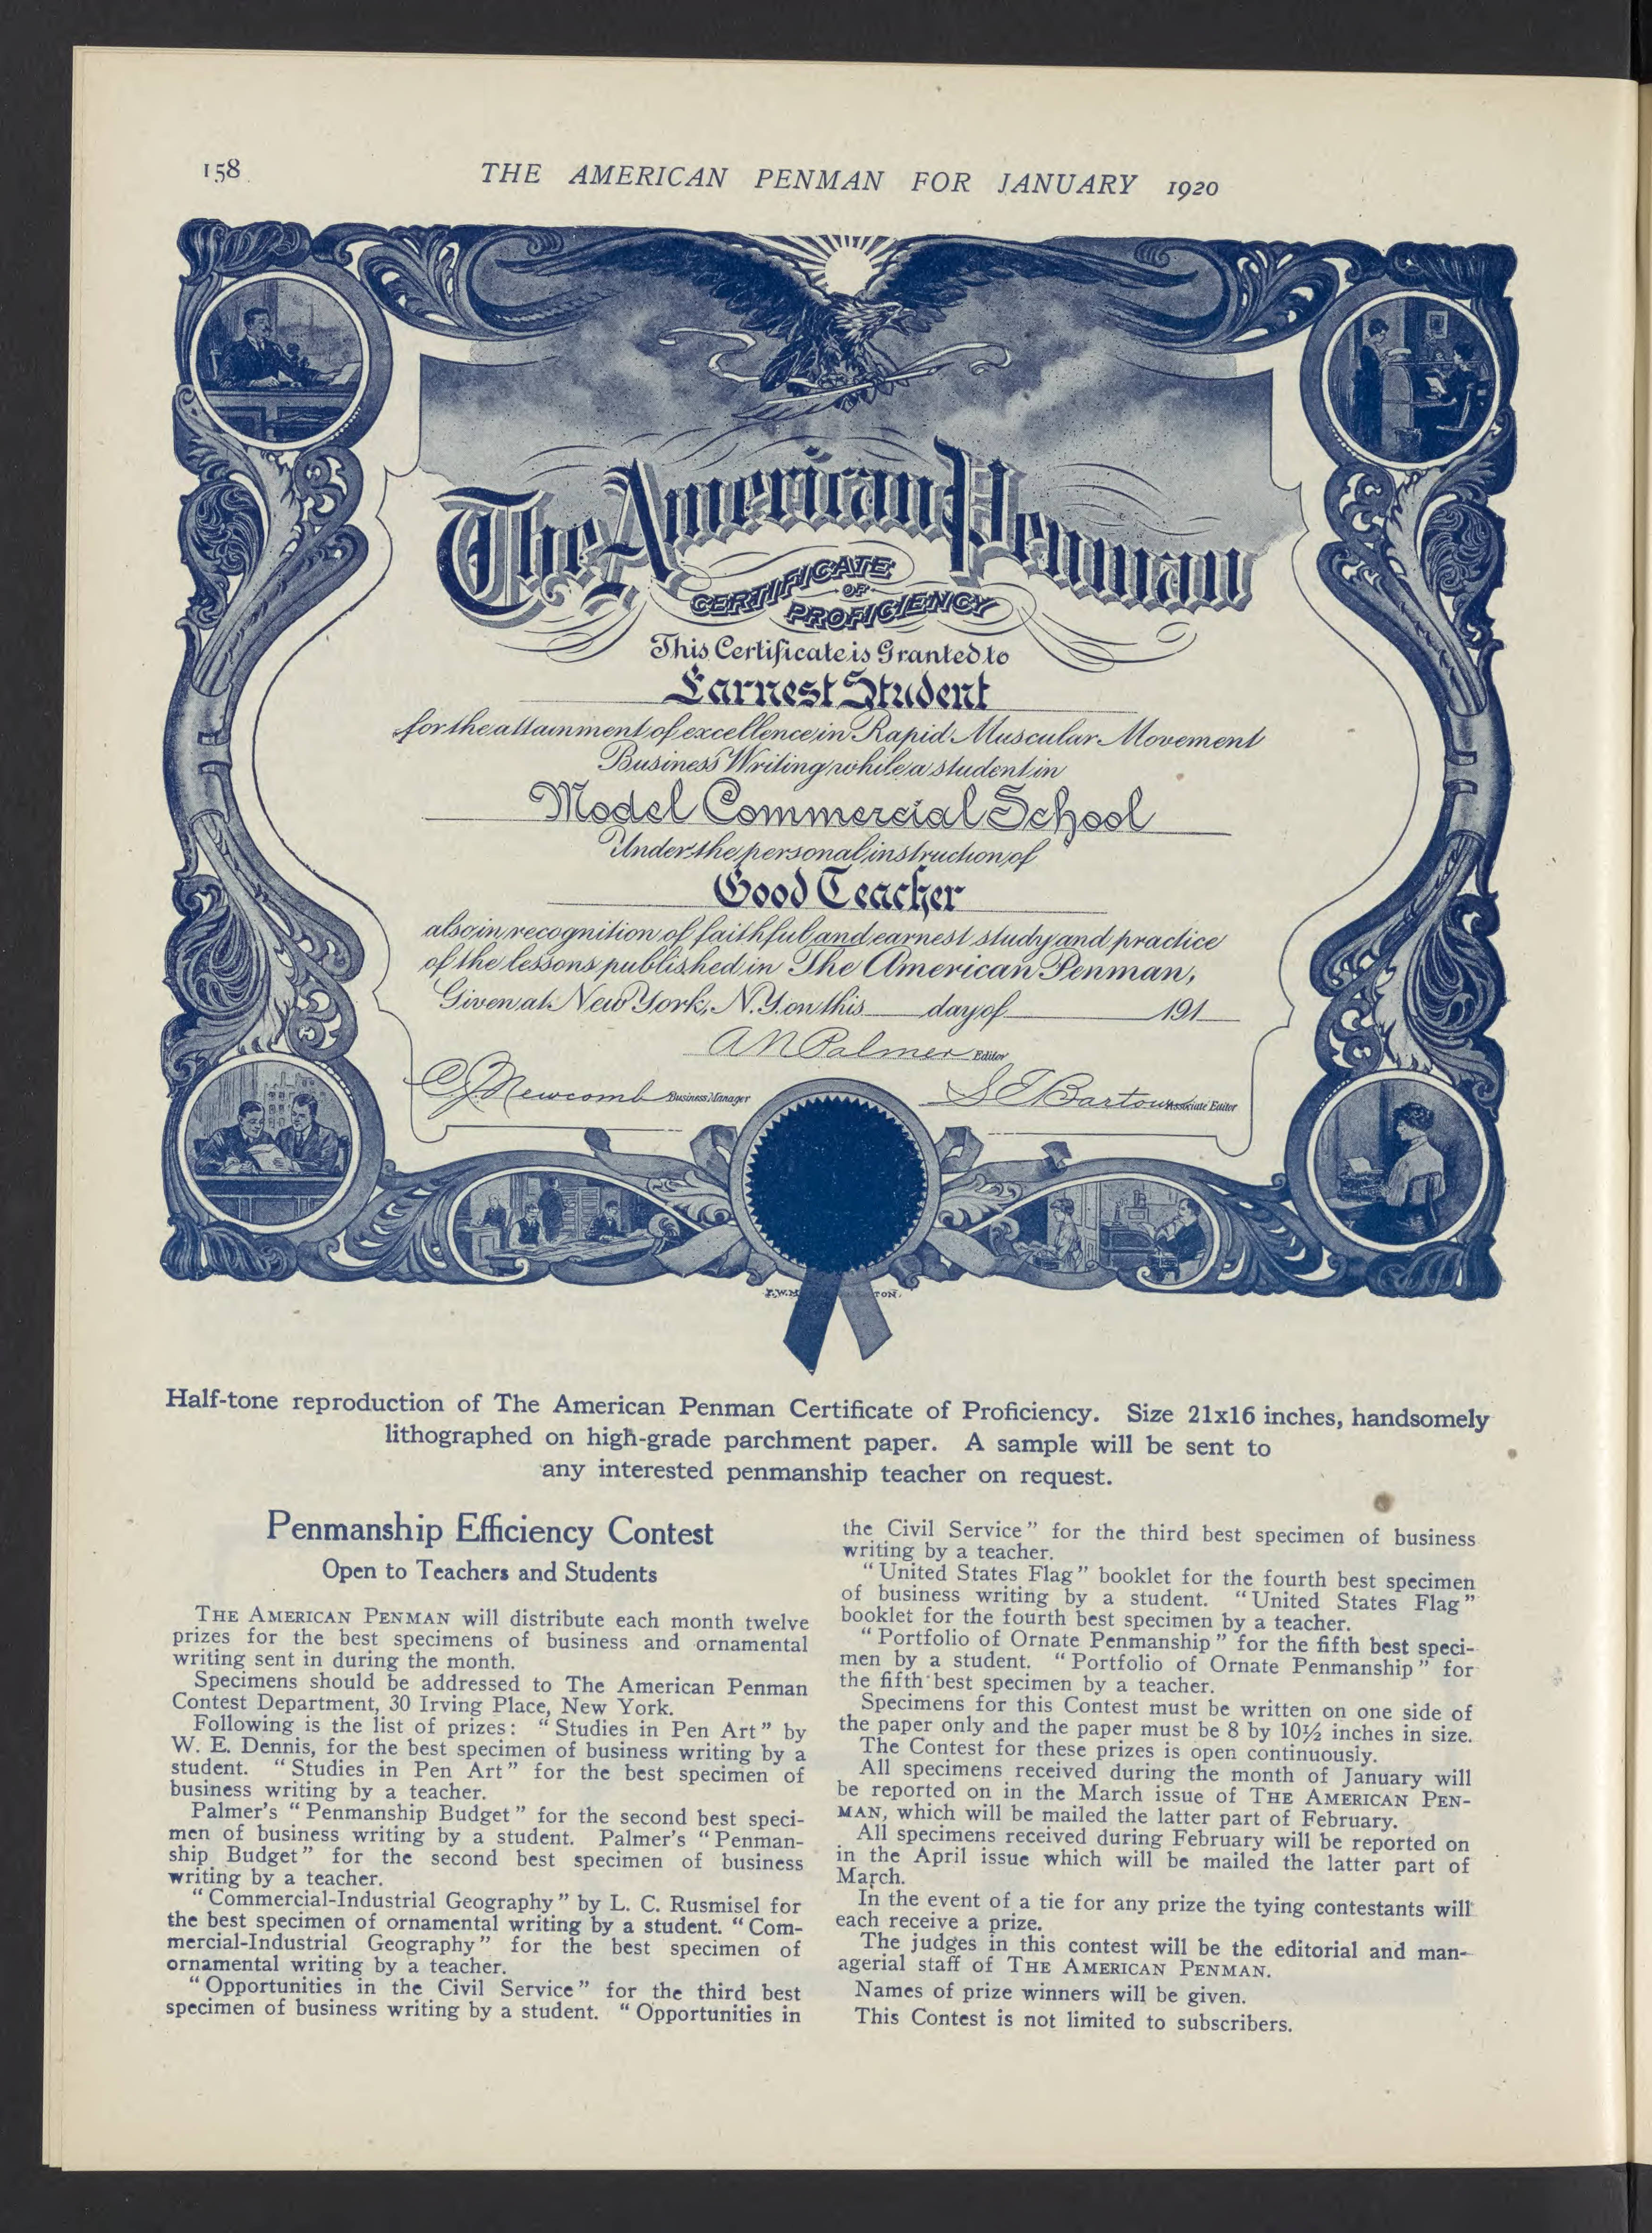 158
THE AMERICAN PENMAN FOR JANUARY 1920
The American Penman
CERTIFICATE
OF
PROFICIENCY
This Certificate is Granted to
Earnest Student
for the attainment of excellence in Rapid Muscular Movement
Business Writing while a student in
Model Commercial School
Under the personal instruction of
Good Teacher
also in recognition of faithful and earnest study and practice
of the lessons published in The American Penman,
Given at New York, N.Y. on this day of 191
A N Palmer Editor
C J Newcomb Business Manager
S E Bartow Associate Editor
Half-tone reproduction of The American Penman Certificate of Proficiency. Size 21x16 inches, handsomely
lithographed on high-grade parchment paper. A sample will be sent to
any interested penmanship teacher on request.
Penmanship Efficiency Contest
Open to Teachers and Students
THE AMERICAN PENMAN will distribute each month twelve
prizes for the best specimens of business and ornamental
writing sent in during the month.
Specimens should be addressed to The American Penman
Contest Department, 30 Irving Place, New York.
Following is the list of prizes: "Studies in Pen Art" by
W. E. Dennis, for the best specimen of business writing by a
student. "Studies in Pen Art" for the best specimen of
business writing by a teacher.
Palmer's "Penmanship Budget" for the second best speci-
men of business writing by a student. Palmer's "Penman-
ship Budget" for the second best specimen of business
writing by a teacher.
"Commercial-Industrial Geography" by L. C. Rusmisel for
the best specimen of ornamental writing by a student. "Com-
mercial-Industrial Geography" for the best specimen of
ornamental writing by a teacher.
"Opportunities in the Civil Service" for the third best
specimen of business writing by a student. "Opportunities in
the Civil Service" for the third best specimen of business
writing by a teacher.
"United States Flag" booklet for the fourth best specimen
of business writing by a student. "United States Flag"
booklet for the fourth best specimen by a teacher.
"Portfolio of Ornate Penmanship" for the fifth best speci-
men by a student. "Portfolio of Ornate Penmanship" for
the fifth best specimen by a teacher.
Specimens for this Contest must be written on one side of
the paper only and the paper must be 8 by 10½ inches in size.
The Contest for these prizes is open continuously.
All specimens received during the month of January will
be reported on in the March issue of THE AMERICAN PEN-
MAN, which will be mailed the latter part of February.
All specimens received during February will be reported on
in the April issue which will be mailed the latter part of
March.
In the event of a tie for any prize the tying contestants will
each receive a prize.
The judges in this contest will be the editorial and man-
agerial staff of THE AMERICAN PENMAN.
Names of prize winners will be given.
This Contest is not limited to subscribers.